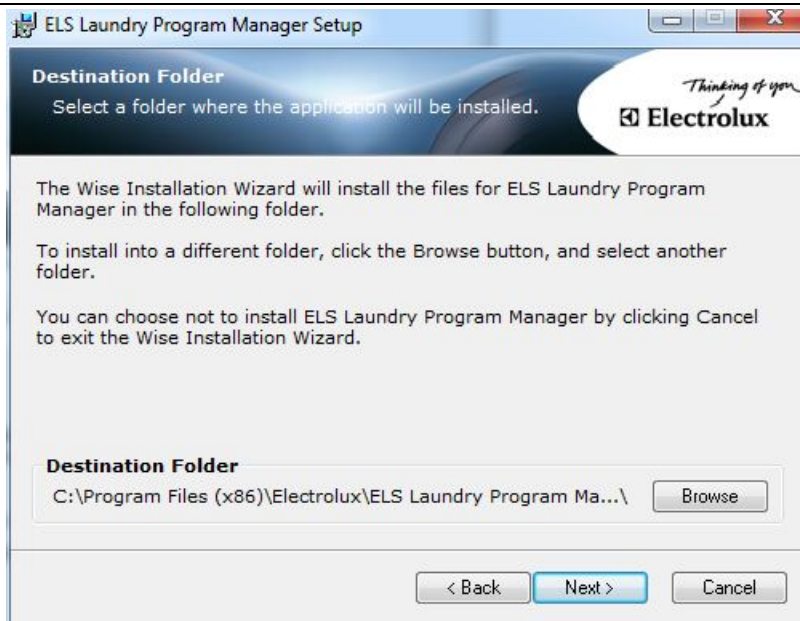 ELS Laundry Program Manager Setup
Destination Folder
Select a folder where the application will be installed.
Thinking of you
Electrolux
The Wise Installation Wizard will install the files for ELS Laundry Program
Manager in the following folder.
To install into a different folder, click the Browse button, and select another
folder.
You can choose not to install ELS Laundry Program Manager by clicking Cancel
to exit the Wise Installation Wizard.
Destination Folder
C:\Program Files (x86)\Electrolux\ELS Laundry Program Ma...\ Browse
< Back Next > Cancel